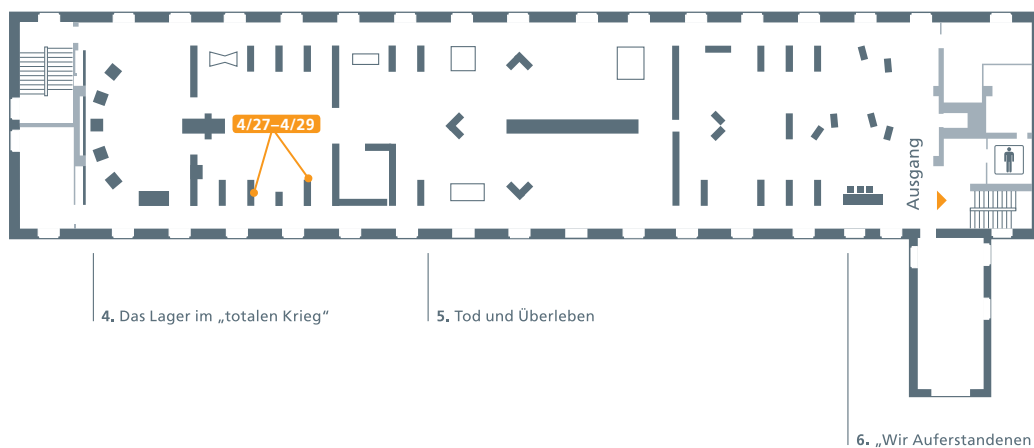 4/27–4/29
Ausgang
4. Das Lager im „totalen Krieg“
5. Tod und Überleben
6. „Wir Auferstandenen